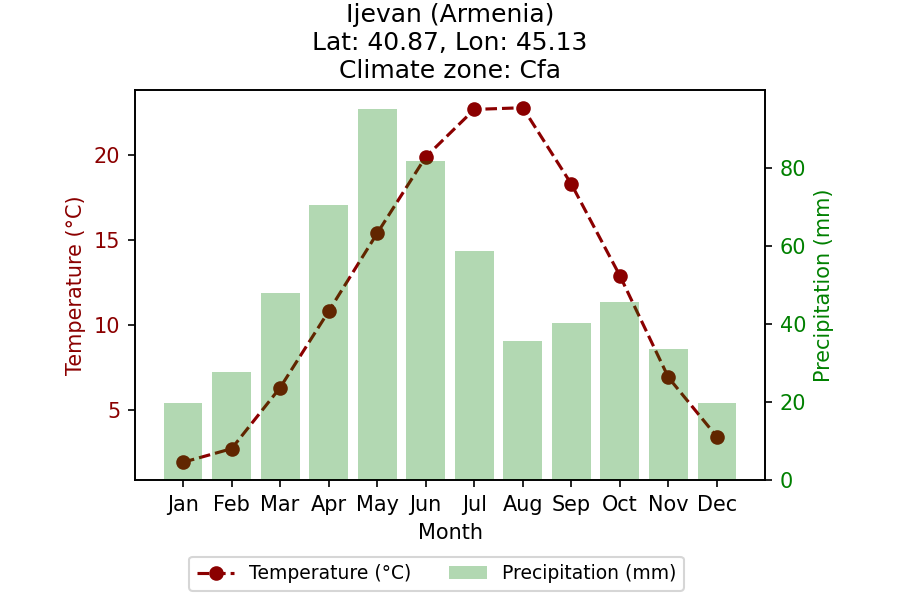 Ijevan (Armenia)
Lat: 40.87, Lon: 45.13
Climate zone: Cfa
20
15
10
5
Temperature (°C)
80
60
40
20
0
Precipitation (mm)
Jan Feb Mar Apr May Jun Jul Aug Sep Oct Nov Dec
Month
Temperature (°C) Precipitation (mm)